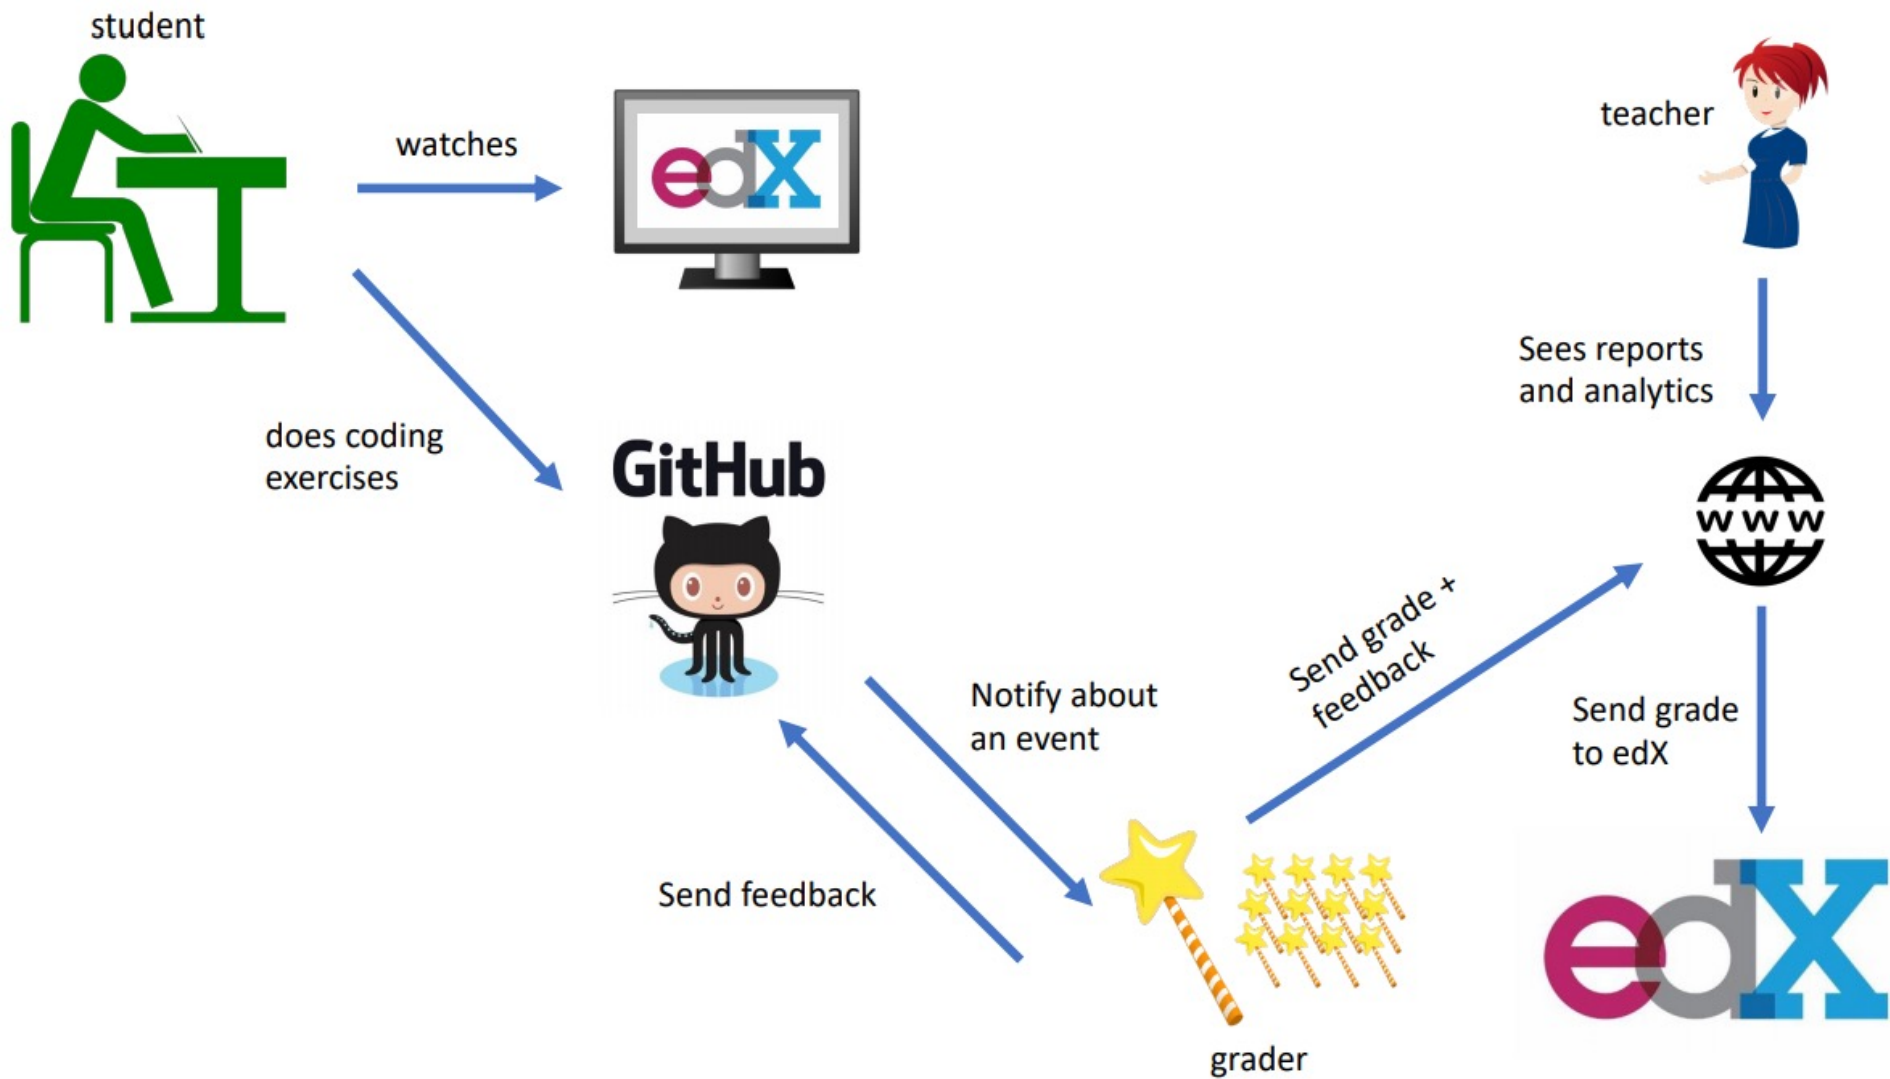 student
watches
edX
teacher
Sees reports
and analytics
does coding
exercises
GitHub
www
Notify about
an event
Send grade +
feedback
Send grade
to edX
Send feedback
edX
grader